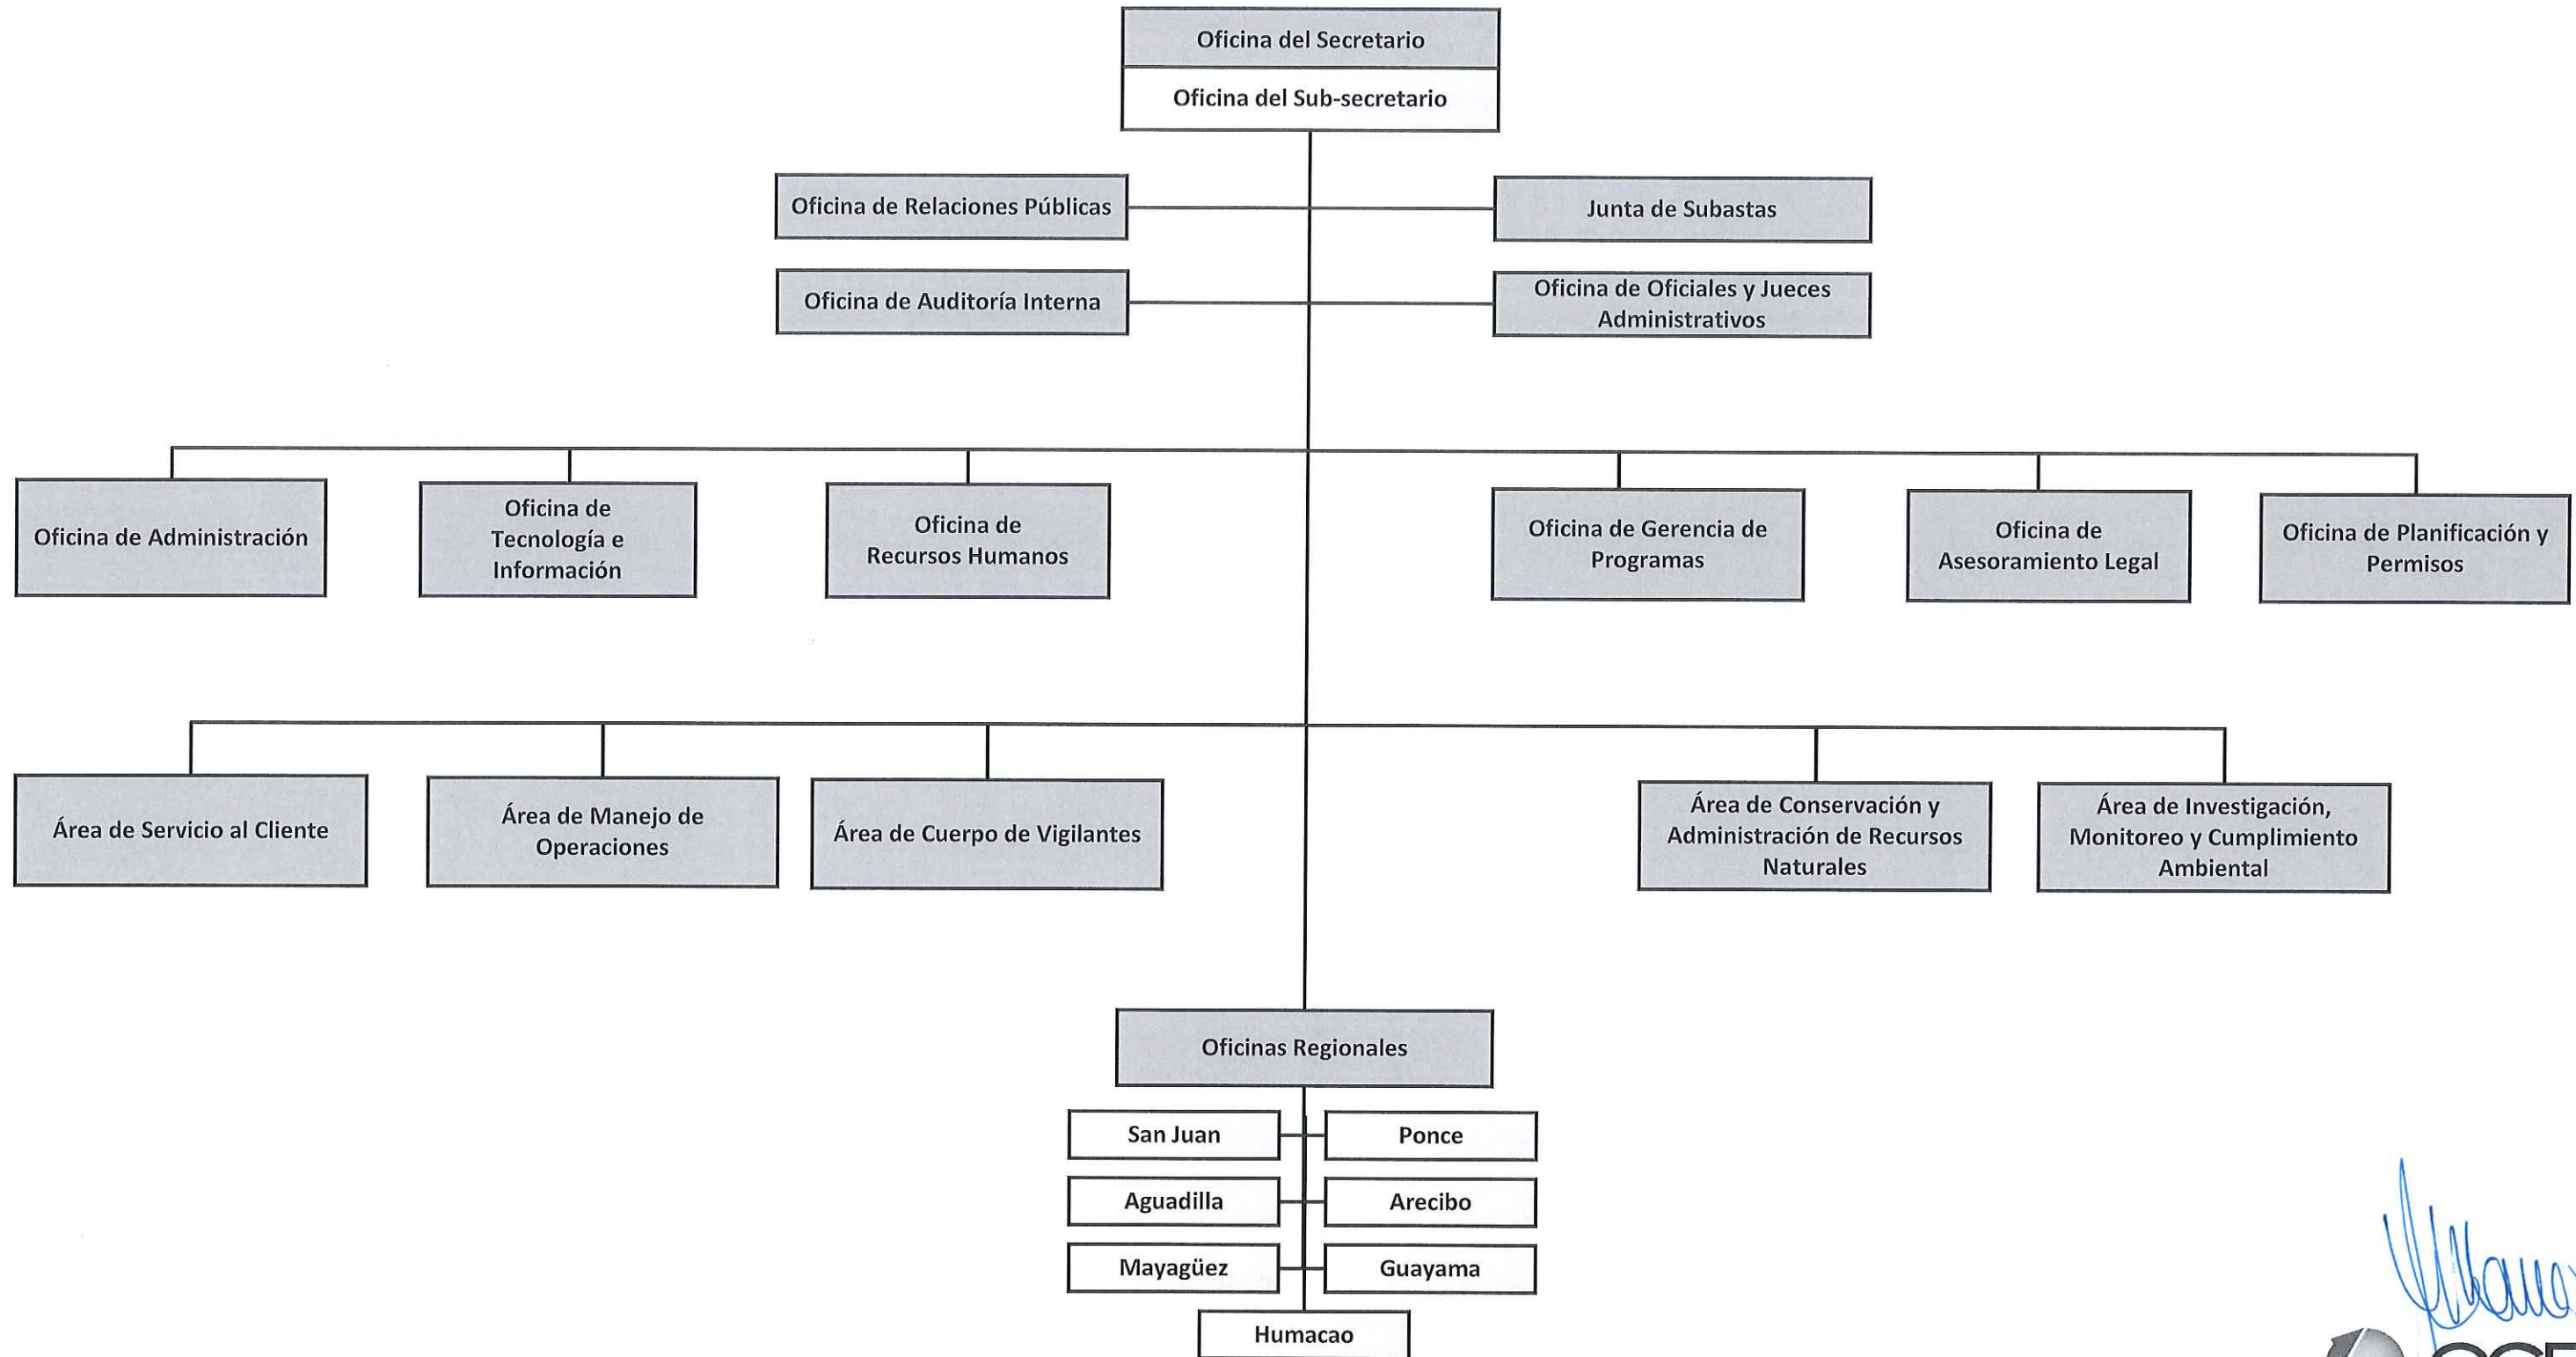 Oficina del Secretario
Oficina del Sub-secretario
Oficina de Relaciones Públicas
Junta de Subastas
Oficina de Auditoría Interna
Oficina de Oficiales y Jueces
Administrativos
Oficina de Administración
Oficina de
Tecnología e
Información
Oficina de
Recursos Humanos
Oficina de Gerencia de
Programas
Oficina de
Asesoramiento Legal
Oficina de Planificación y
Permisos
Área de Servicio al Cliente
Área de Manejo de
Operaciones
Área de Cuerpo de Vigilantes
Área de Conservación y
Administración de Recursos
Naturales
Área de Investigación,
Monitoreo y Cumplimiento
Ambiental
Oficinas Regionales
San Juan
Ponce
Aguadilla
Arecibo
Mayagüez
Guayama
Humacao